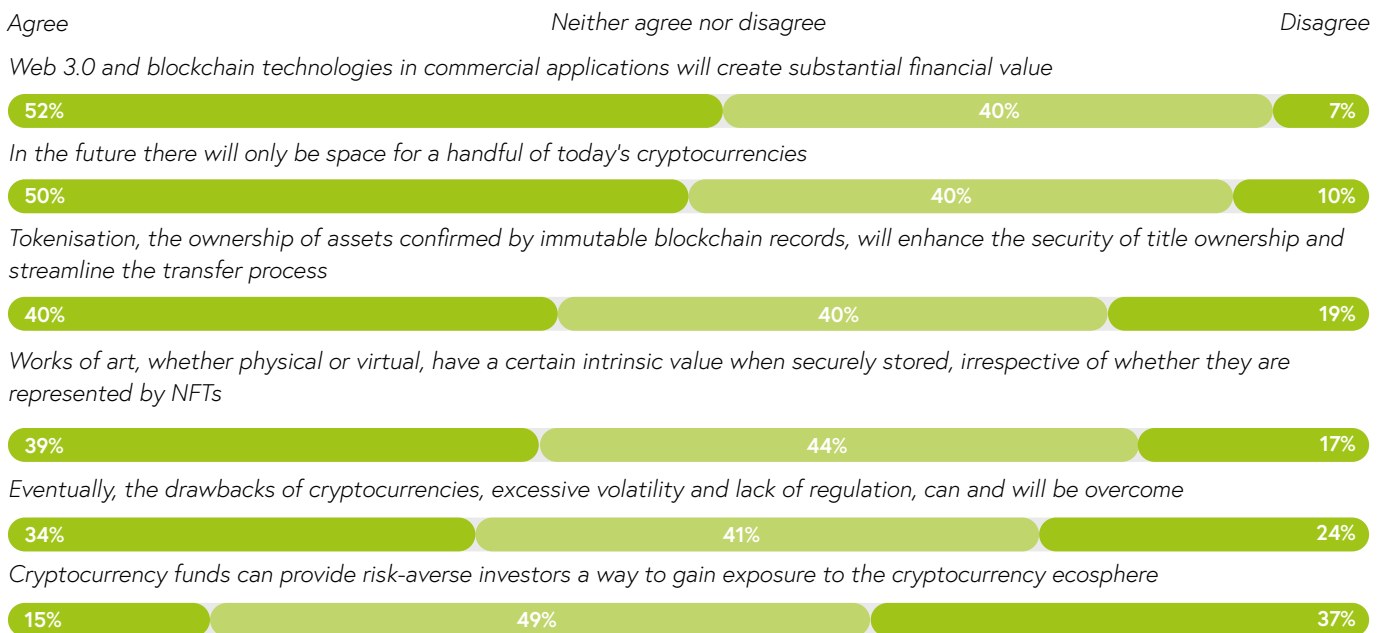 Agree Neither agree nor disagree Disagree
Web 3.0 and blockchain technologies in commercial applications will create substantial financial value
52% 40% 7%
In the future there will only be space for a handful of today's cryptocurrencies
50% 40% 10%
Tokenisation, the ownership of assets confirmed by immutable blockchain records, will enhance the security of title ownership and
streamline the transfer process
40% 40% 19%
Works of art, whether physical or virtual, have a certain intrinsic value when securely stored, irrespective of whether they are
represented by NFTs
39% 44% 17%
Eventually, the drawbacks of cryptocurrencies, excessive volatility and lack of regulation, can and will be overcome
34% 41% 24%
Cryptocurrency funds can provide risk-averse investors a way to gain exposure to the cryptocurrency ecosphere
15% 49% 37%